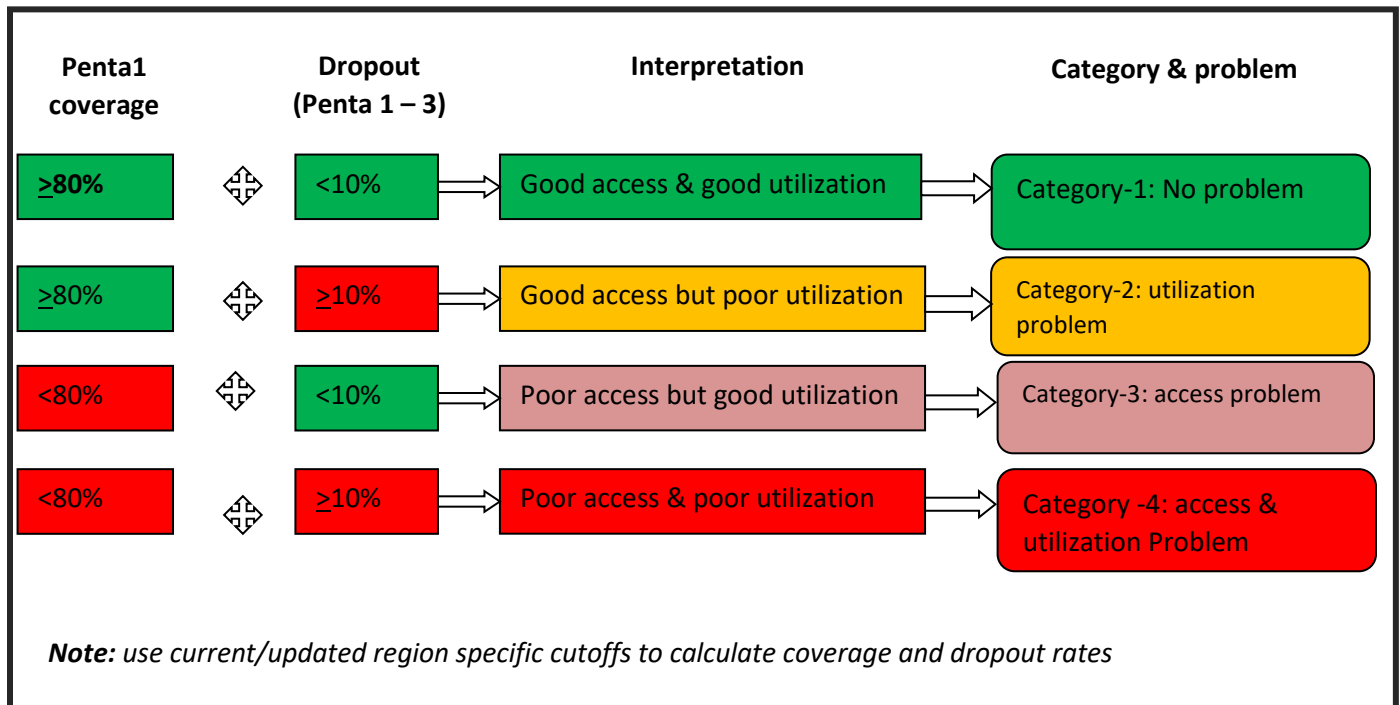 Penta1
coverage
Dropout
(Penta 1 – 3)
Interpretation
Category & problem
≥80%
<10%
Good access & good utilization
Category-1: No problem
≥80%
≥10%
Good access but poor utilization
Category-2: utilization
problem
<80%
<10%
Poor access but good utilization
Category-3: access problem
<80%
≥10%
Poor access & poor utilization
Category -4: access &
utilization Problem
Note: use current/updated region specific cutoffs to calculate coverage and dropout rates